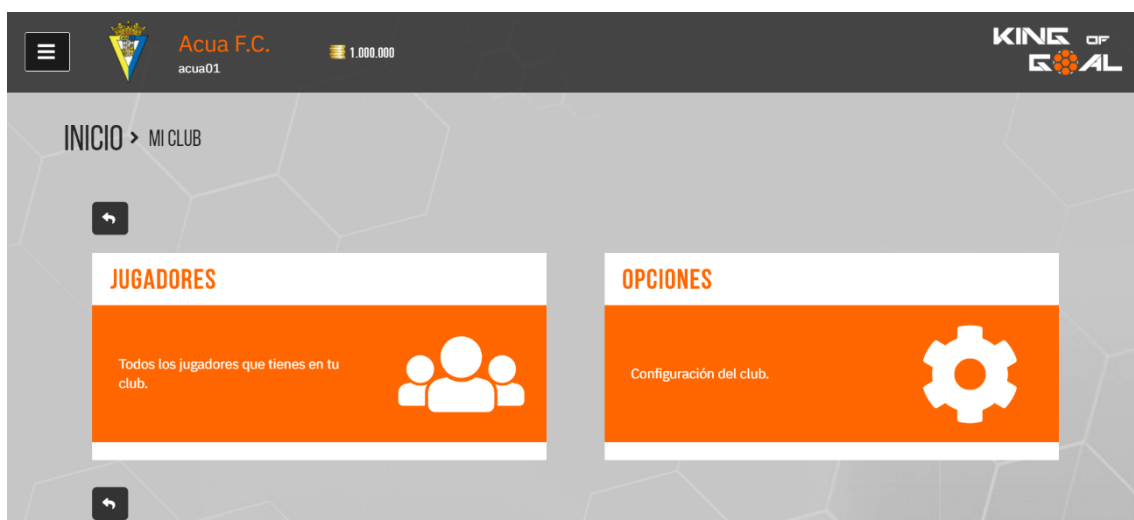 Acua F.C.
acua01
1.000.000
KING OF
GOAL
INICIO > MI CLUB
JUGADORES
Todos los jugadores que tienes en tu
club.
OPCIONES
Configuración del club.